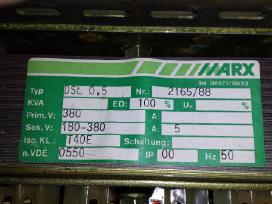 MARX
Tel. 06571/5022
Typ DSE 0,5 Nr.: 2165/88
KVA ED: 100 % Uₖ %
Prim.V: 380 A:
Sek.V: 180-380 A: 5
Iso.Kl.: T40E Schaltung:
n.VDE 0550 IP 00 Hz 50